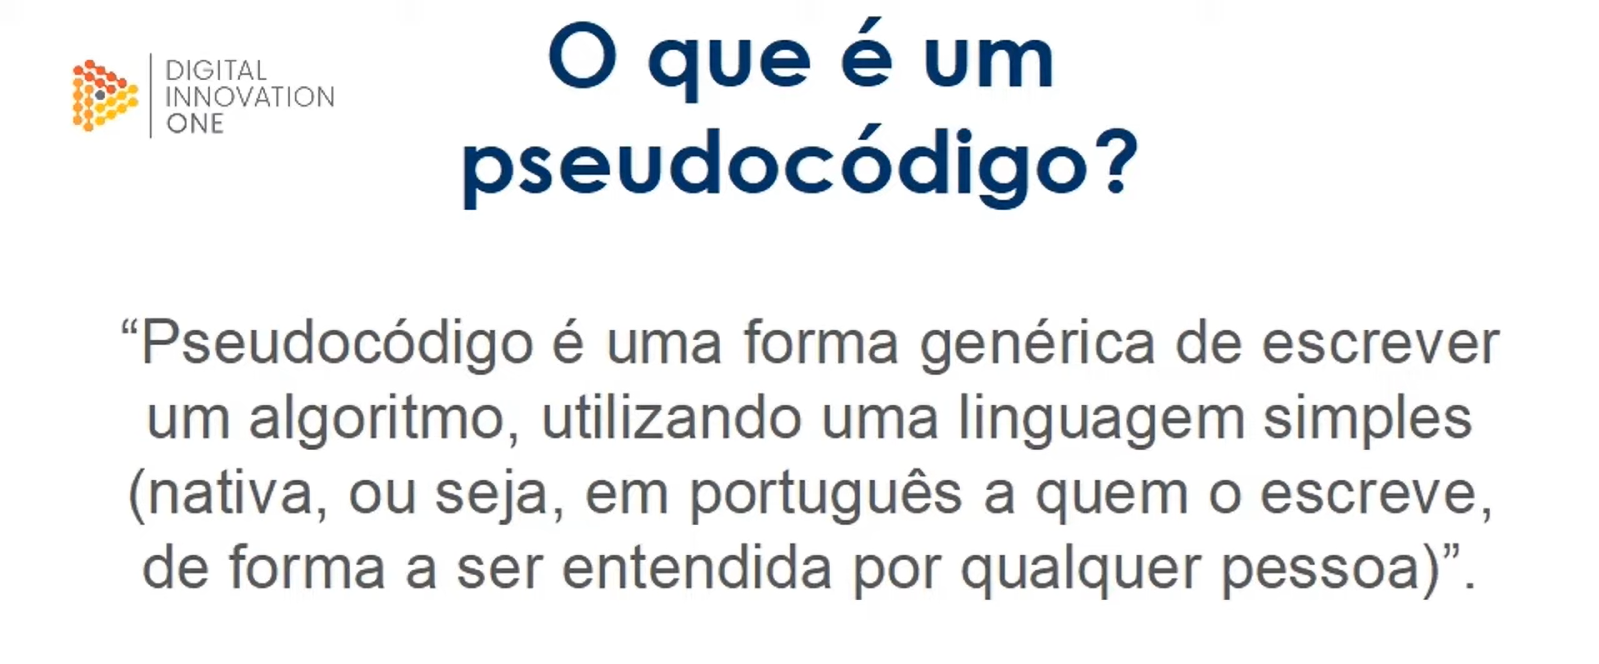 DIGITAL
INNOVATION
ONE
O que é um
pseudocódigo?
“Pseudocódigo é uma forma genérica de escrever
um algoritmo, utilizando uma linguagem simples
(nativa, ou seja, em português a quem o escreve,
de forma a ser entendida por qualquer pessoa)”.